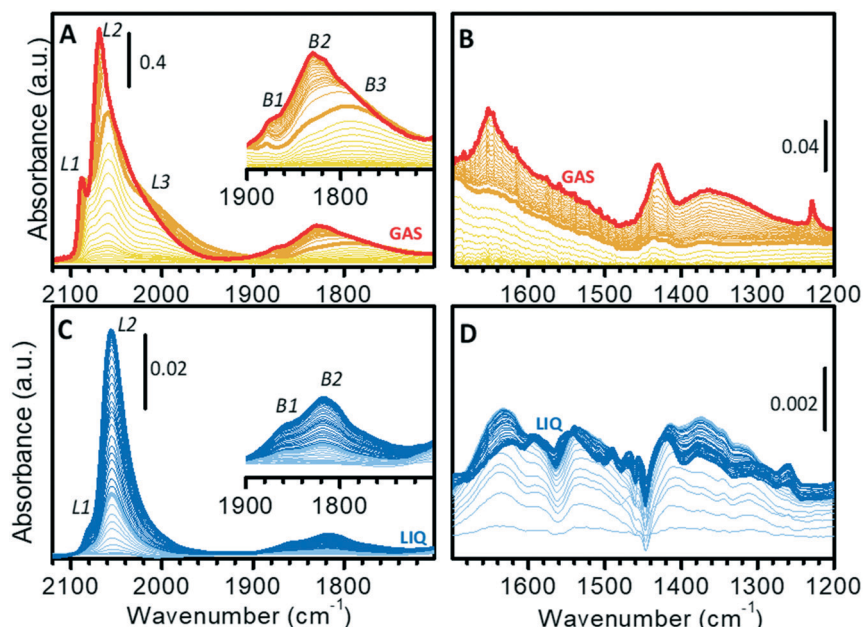 A
L2
0.4
L1
L3
B2
B1
B3
1900
1800
GAS
Absorbance (a.u.)
2100
2000
1900
1800
B
0.04
GAS
1600
1500
1400
1300
1200
C
L2
0.02
L1
B1
B2
1900
1800
LIQ
Absorbance (a.u.)
2100
2000
1900
1800
Wavenumber (cm⁻¹)
D
0.002
LIQ
1600
1500
1400
1300
1200
Wavenumber (cm⁻¹)